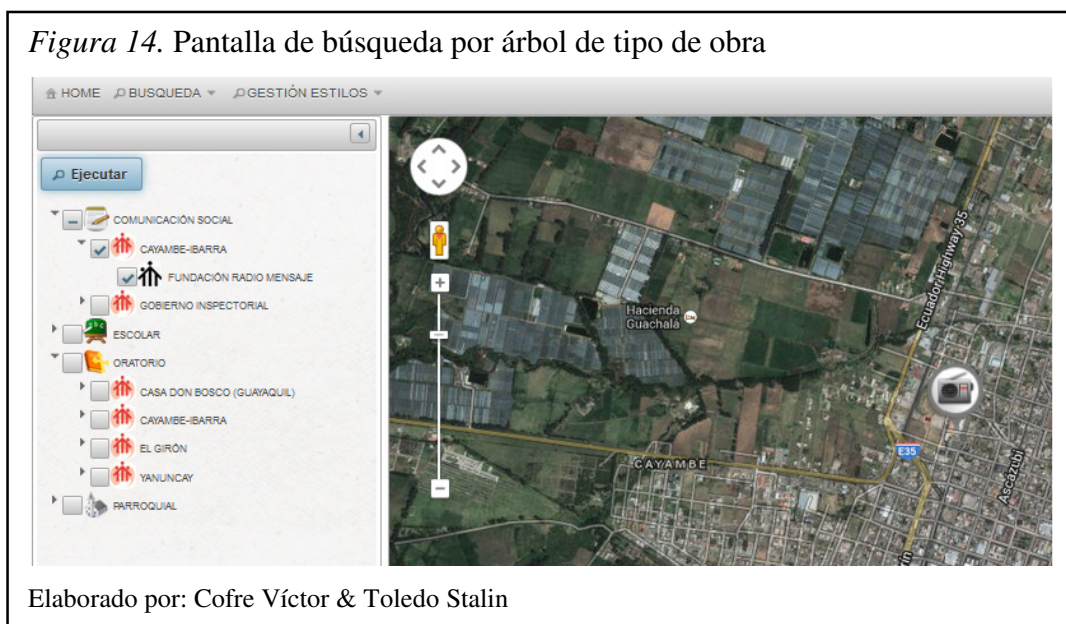 Figura 14. Pantalla de búsqueda por árbol de tipo de obra
HOME BUSQUEDA GESTIÓN ESTILOS
Ejecutar
COMUNICACIÓN SOCIAL
CAYAMBE-IBARRA
FUNDACIÓN RADIO MENSAJE
GOBIERNO INSPECTORIAL
ESCOLAR
ORATORIO
CASA DON BOSCO (GUAYAQUIL)
CAYAMBE-IBARRA
EL GIRÓN
YANUNCAY
PARROQUIAL
Hacienda
Guachalá
Ecuador/Highway 35
E35
CAYAMBE
Ascázubi
Elaborado por: Cofre Víctor & Toledo Stalin